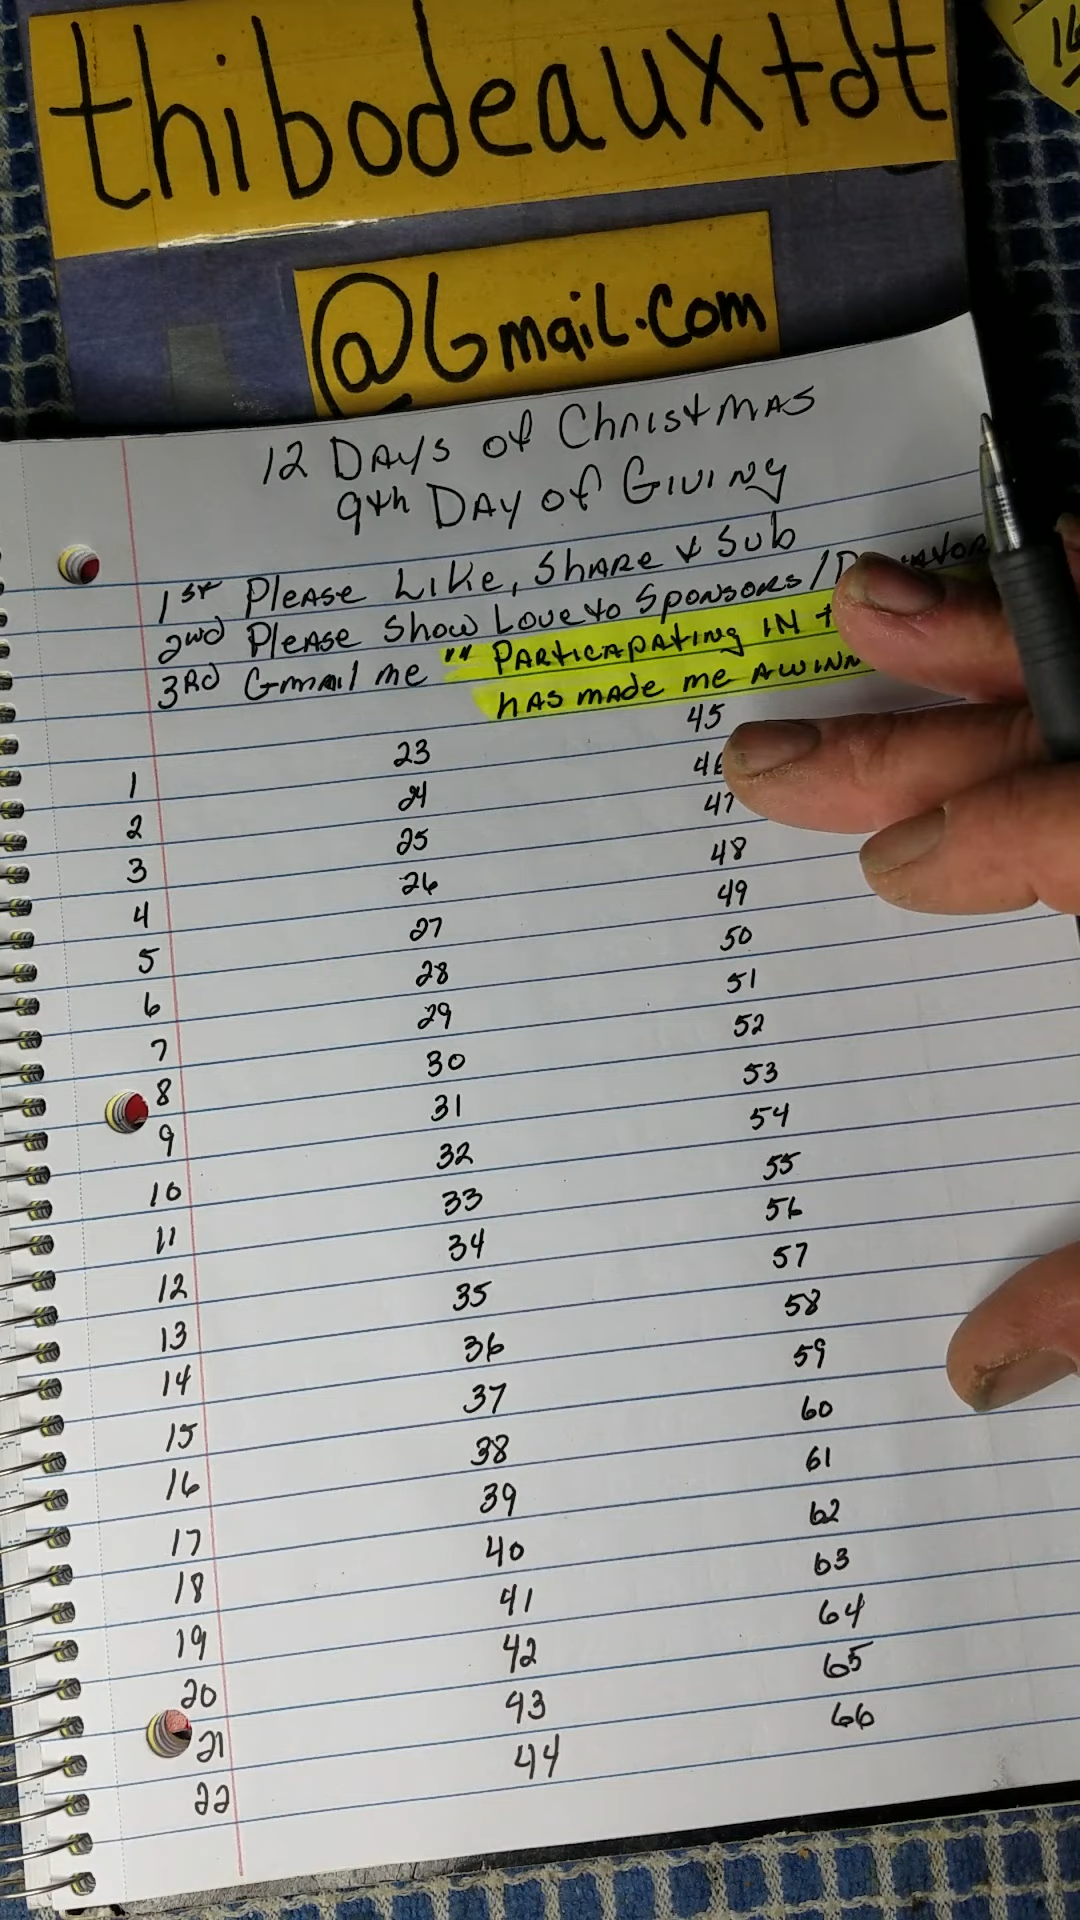 thibodeauxtdt
@Gmail.com
12 DAYS of ChristMAS
9th DAY of GIVING
1st PLEASE LiKe, SHARE & Sub
2nd PLEASE Show Love to SPONSORS/
3RD GMAIL me "" PARTICAPATING IN
HAS MADE me A
1 23 45
2 24 46
3 25 47
4 26 48
5 27 49
6 28 50
7 29 51
8 30 52
9 31 53
10 32 54
11 33 55
12 34 56
13 35 57
14 36 58
15 37 59
16 38 60
17 39 61
18 40 62
19 41 63
20 42 64
21 43 65
22 44 66